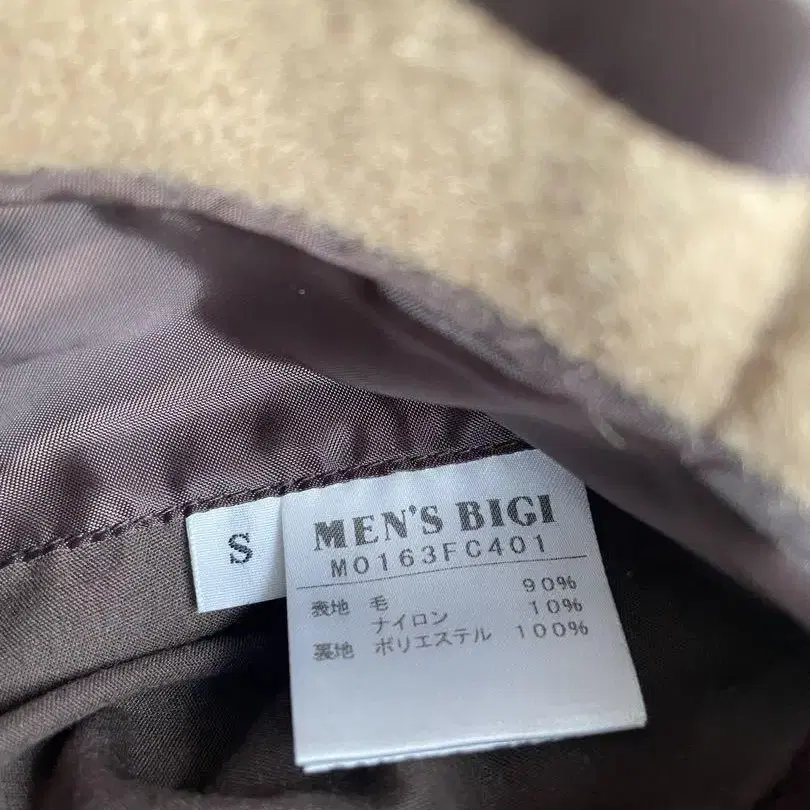 S
MEN'S BIGI
M0163FC401
表地 毛 90%
ナイロン 10%
裏地 ポリエステル 100%